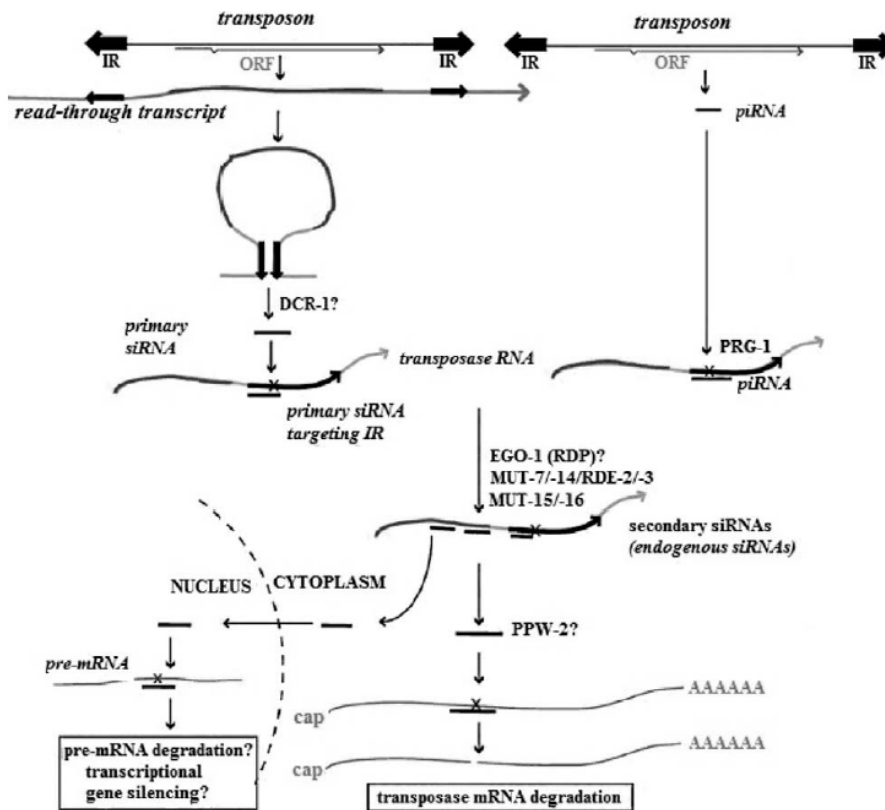 transposon
transposon
IR
ORF
IR
IR
ORF
IR
read-through transcript
piRNA
DCR-1?
primary
siRNA
transposase RNA
PRG-1
piRNA
primary siRNA
targeting IR
EGO-1 (RDP)?
MUT-7/-14/RDE-2/-3
MUT-15/-16
secondary siRNAs
(endogenous siRNAs)
NUCLEUS
CYTOPLASM
PPW-2?
pre-mRNA
x
x
x
x
x
cap
AAAAAA
cap
AAAAAA
pre-mRNA degradation?
transcriptional
gene silencing?
transposase mRNA degradation